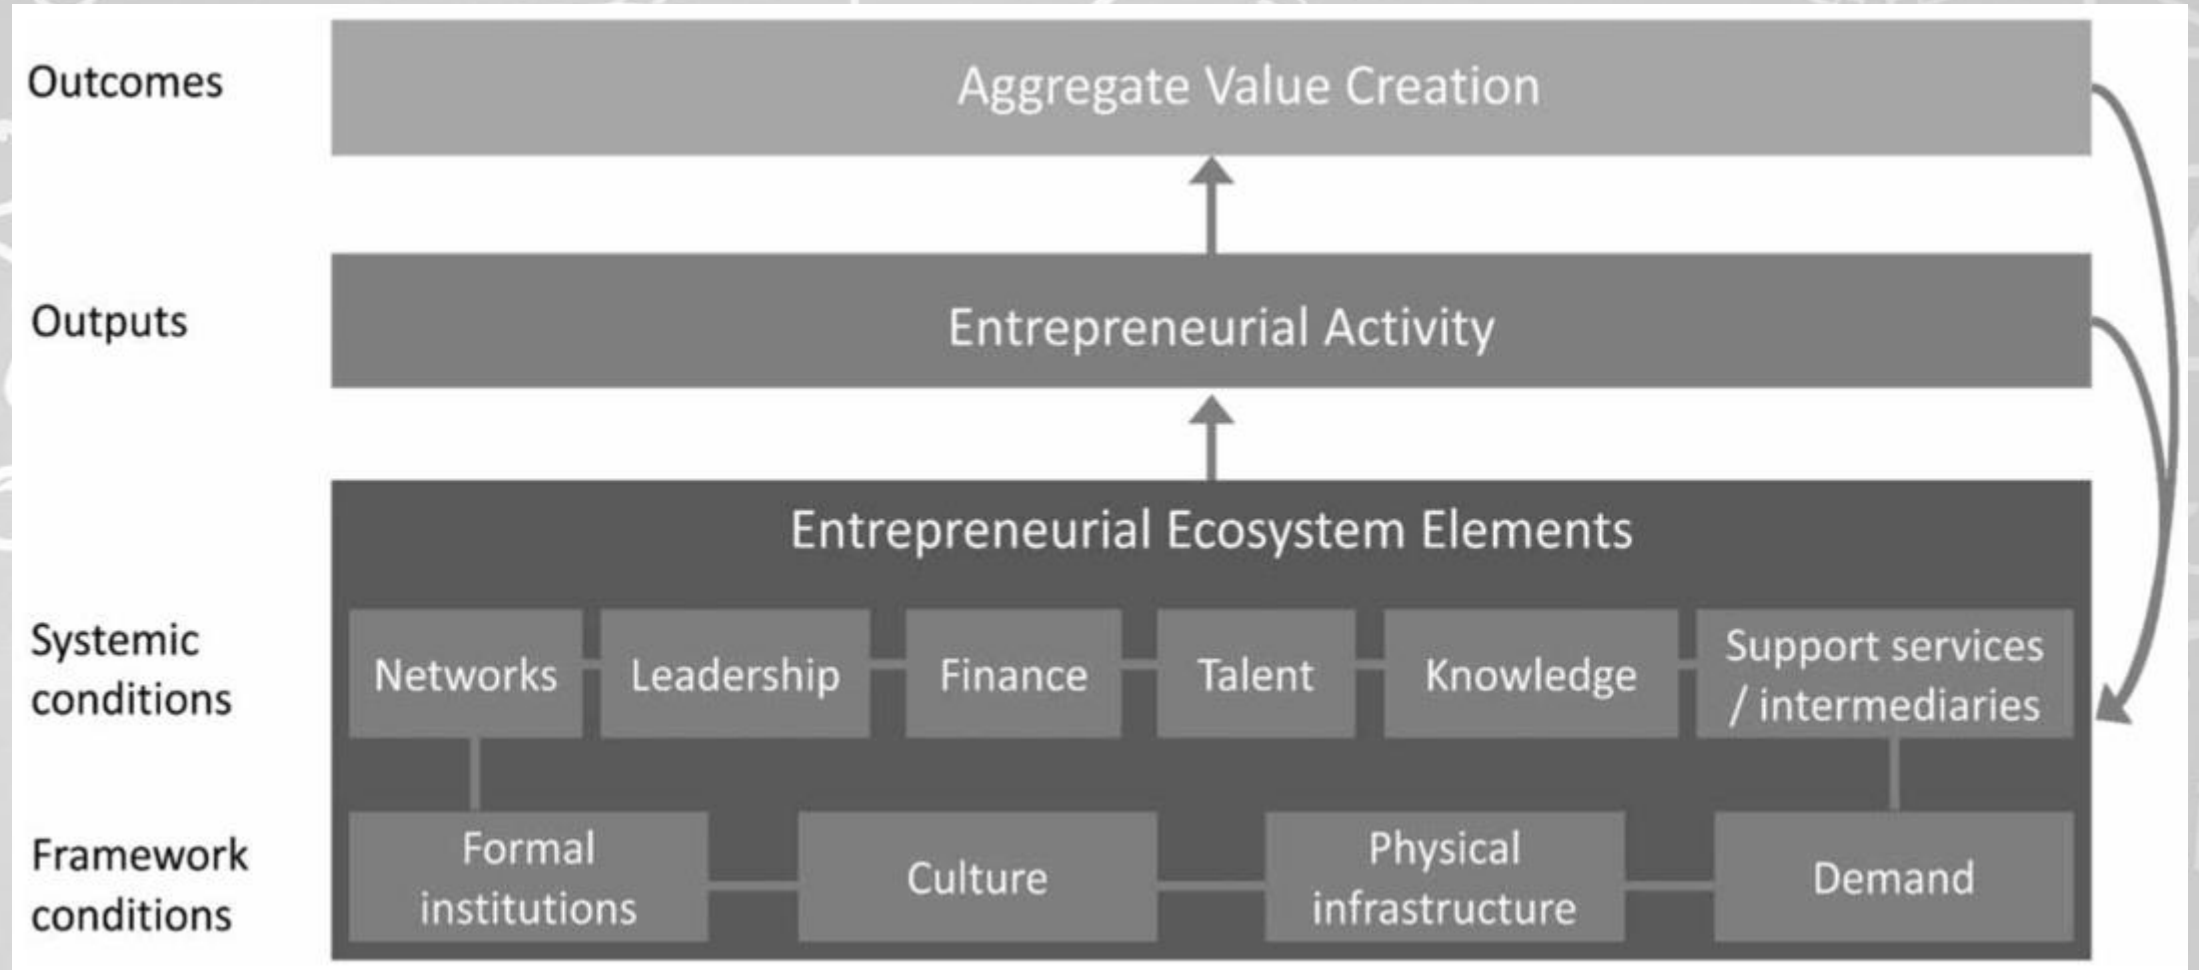 Outcomes
Aggregate Value Creation
Outputs
Entrepreneurial Activity
Entrepreneurial Ecosystem Elements
Systemic
conditions
Networks
Leadership
Finance
Talent
Knowledge
Support services
/ intermediaries
Framework
conditions
Formal
institutions
Culture
Physical
infrastructure
Demand